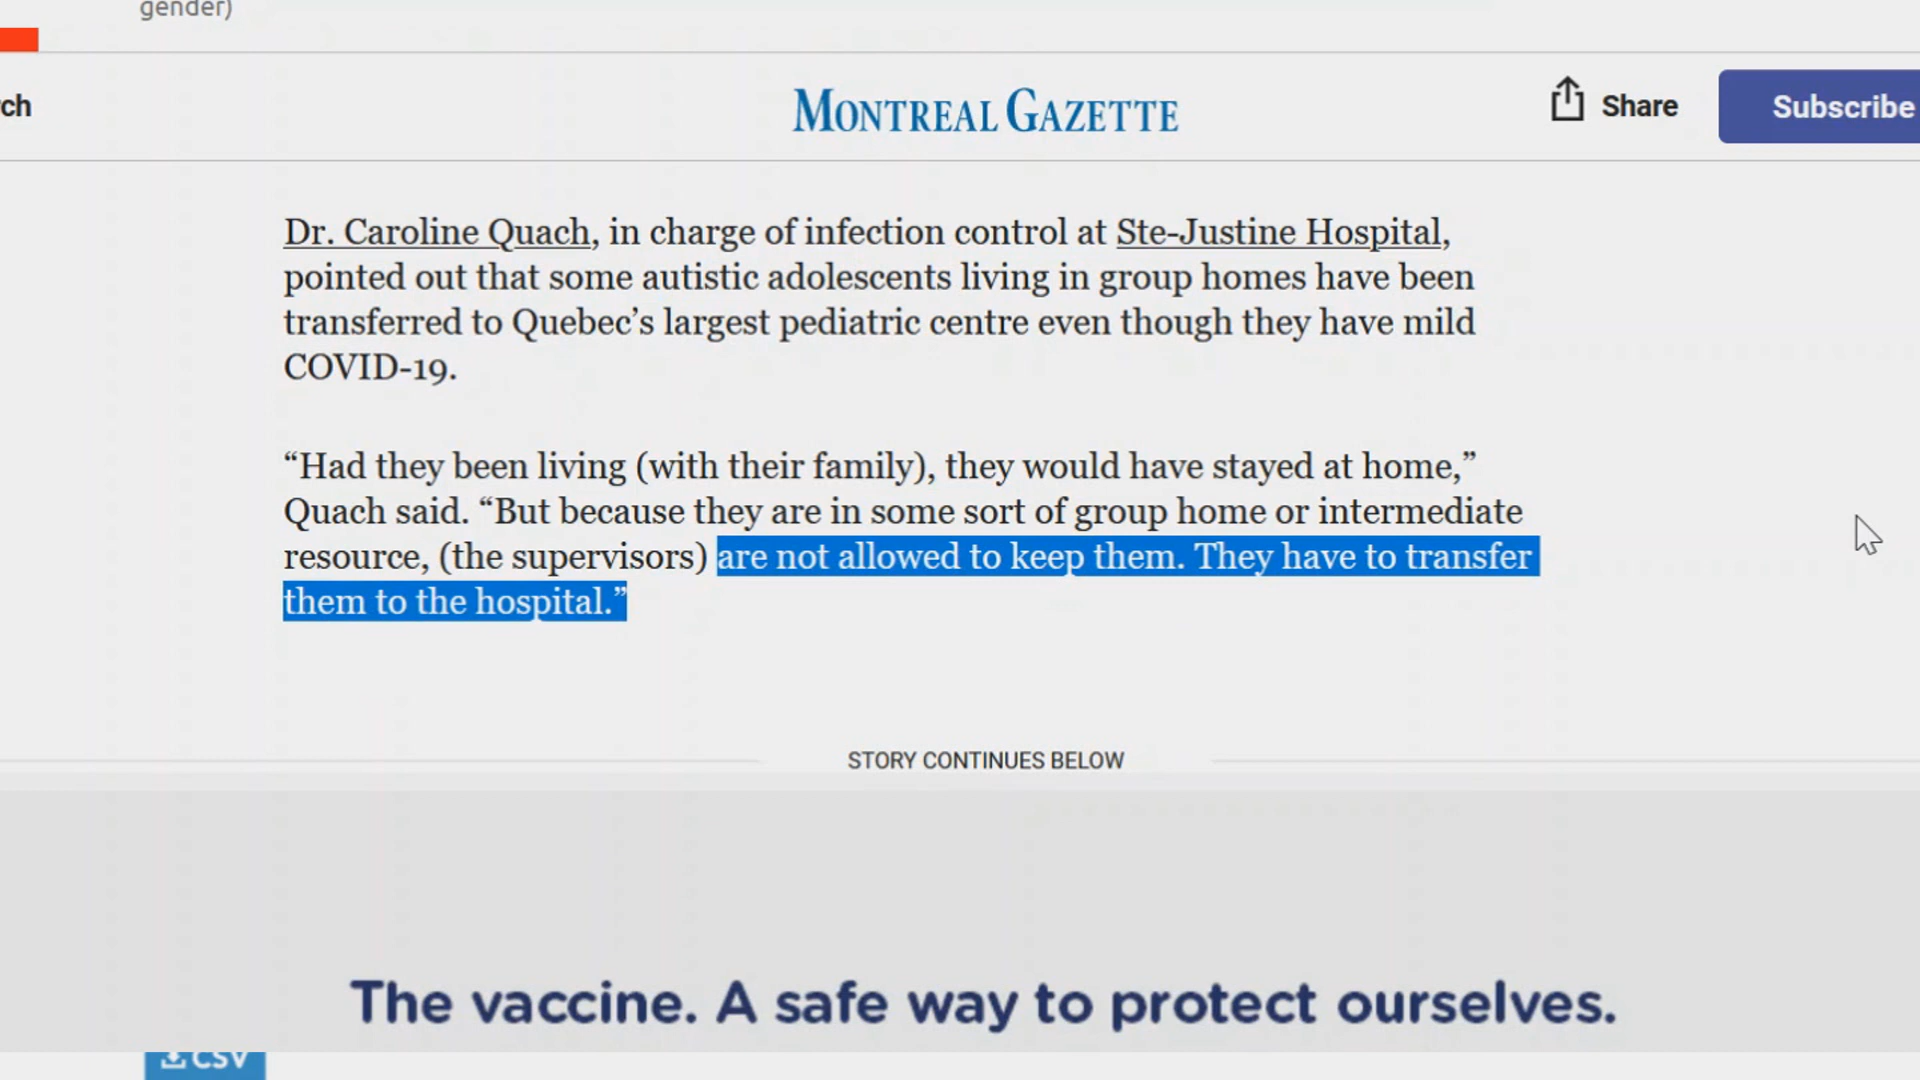 gender)
rch
MONTREAL GAZETTE
Share
Subscribe
Dr. Caroline Quach, in charge of infection control at Ste-Justine Hospital,
pointed out that some autistic adolescents living in group homes have been
transferred to Quebec’s largest pediatric centre even though they have mild
COVID-19.
“Had they been living (with their family), they would have stayed at home,”
Quach said. “But because they are in some sort of group home or intermediate
resource, (the supervisors) are not allowed to keep them. They have to transfer
them to the hospital.”
STORY CONTINUES BELOW
The vaccine. A safe way to protect ourselves.
CSV